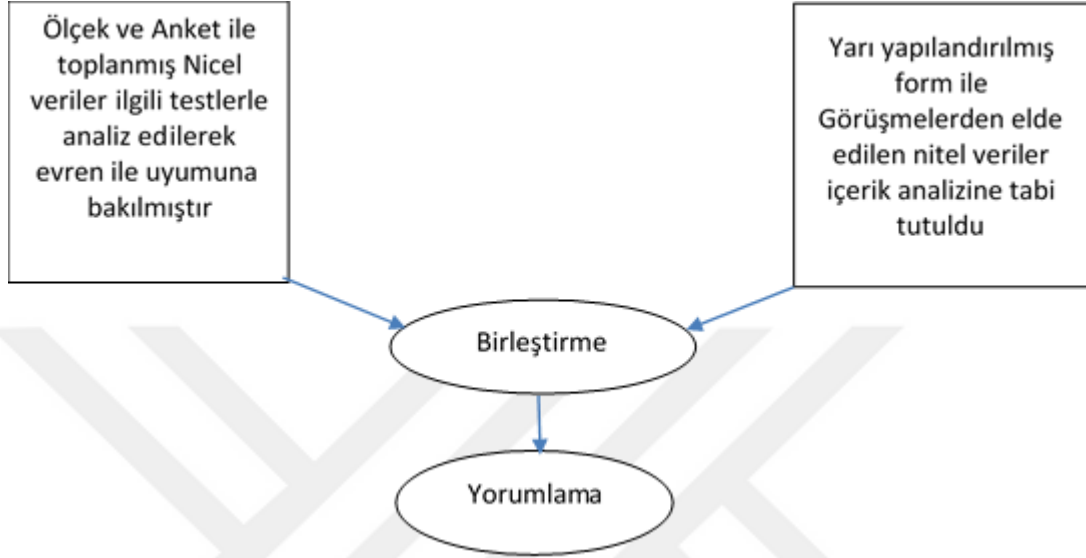 Ölçek ve Anket ile
toplanmış Nicel
veriler ilgili testlerle
analiz edilerek
evren ile uyumuna
bakılmıştır
Yarı yapılandırılmış
form ile
Görüşmelerden elde
edilen nitel veriler
içerik analizine tabi
tutuldu
Birleştirme
Yorumlama